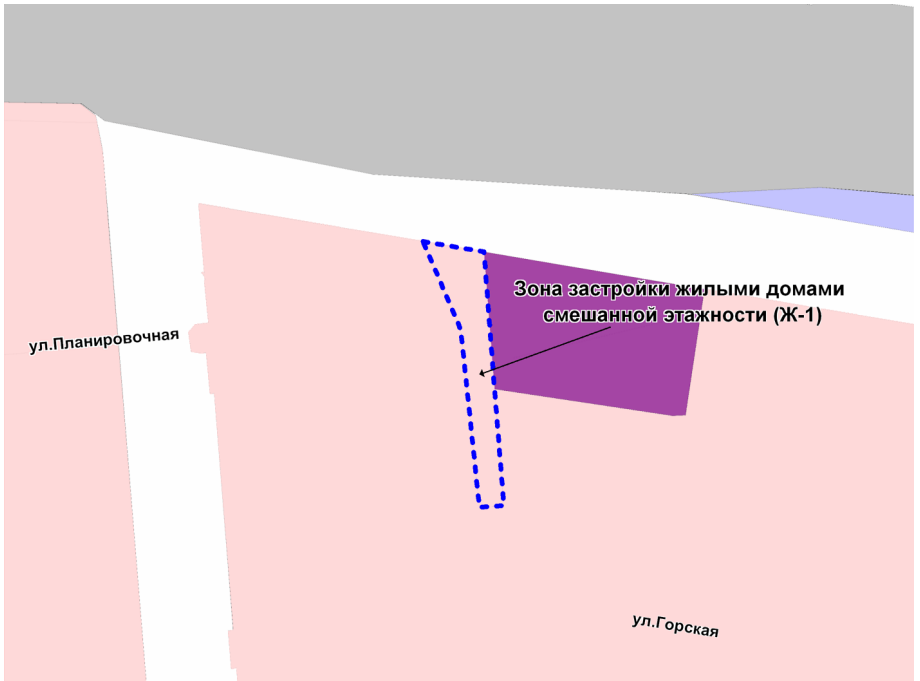 Зона застройки жилыми домами
смешанной этажности (Ж-1)
ул.Планировочная
ул.Горская